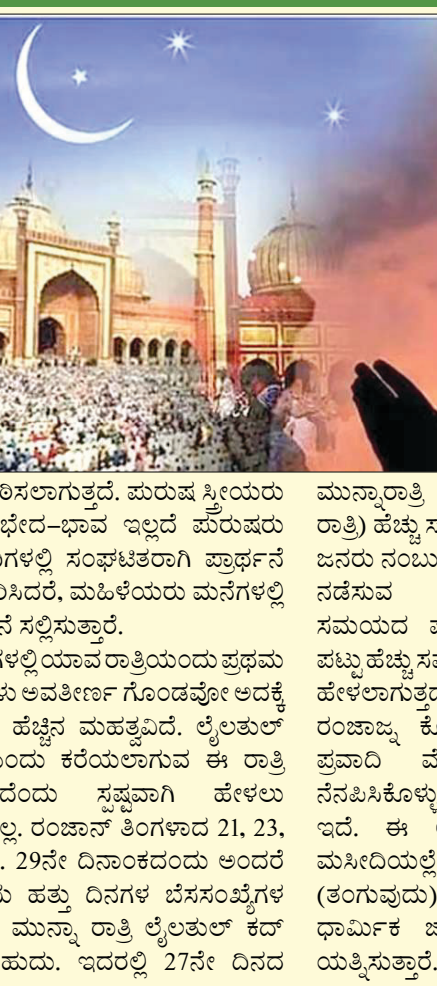 ಠಿಸಲಾಗುತ್ತದೆ. ಪುರುಷ ಸ್ತ್ರೀಯರು
ಭೇದ-ಭಾವ ಇಲ್ಲದೆ ಪುರುಷರು
ಗಳಲ್ಲಿ ಸಂಘಟಿತರಾಗಿ ಪ್ರಾರ್ಥನೆ
ರಿಸಿದರೆ, ಮಹಿಳೆಯರು ಮನೆಗಳಲ್ಲಿ
ನೆ ಸಲ್ಲಿಸುತ್ತಾರೆ.
ಗಳಲ್ಲಿ ಯಾವ ರಾತ್ರಿಯಂದು ಪ್ರಥಮ
ಳು ಅವತೀರ್ಣ ಗೊಂಡವೋ ಅದಕ್ಕೆ
ಹೆಚ್ಚಿನ ಮಹತ್ವವಿದೆ. ಲೈಲತುಲ್
ಂದು ಕರೆಯಲಾಗುವ ಈ ರಾತ್ರಿ
ದೆಂದು ಸ್ಪಷ್ಟವಾಗಿ ಹೇಳಲು
ಲ್ಲ. ರಂಜಾನ್ ತಿಂಗಳಾದ 21, 23,
. 29ನೇ ದಿನಾಂಕದಂದು ಅಂದರೆ
ಯ ಹತ್ತು ದಿನಗಳ ಬೆಸಸಂಖ್ಯೆಗಳ
ಮುನ್ನಾ ರಾತ್ರಿ ಲೈಲತುಲ್ ಕದ್
ಹುದು. ಇದರಲ್ಲಿ 27ನೇ ದಿನದ
ಮುನ್ನಾರಾತ್ರಿ
ರಾತ್ರಿ) ಹೆಚ್ಚು ಸ
ಜನರು ನಂಬು
ನಡೆಸುವ
ಸಮಯದ
ಪಟ್ಟು ಹೆಚ್ಚು ಸ
ಹೇಳಲಾಗುತ್ತದ
ರಂಜಾಜ್ನ ಕೊ
ಪ್ರವಾದಿ ಮೊ
ನೆನಪಿಸಿಕೊಳ್ಳು
ಇದೆ. ಈ
ಮಸೀದಿಯಲ್ಲೆ
(ತಂಗುವುದು)
ಧಾರ್ಮಿಕ
ಯತ್ನಿಸುತ್ತಾರೆ.